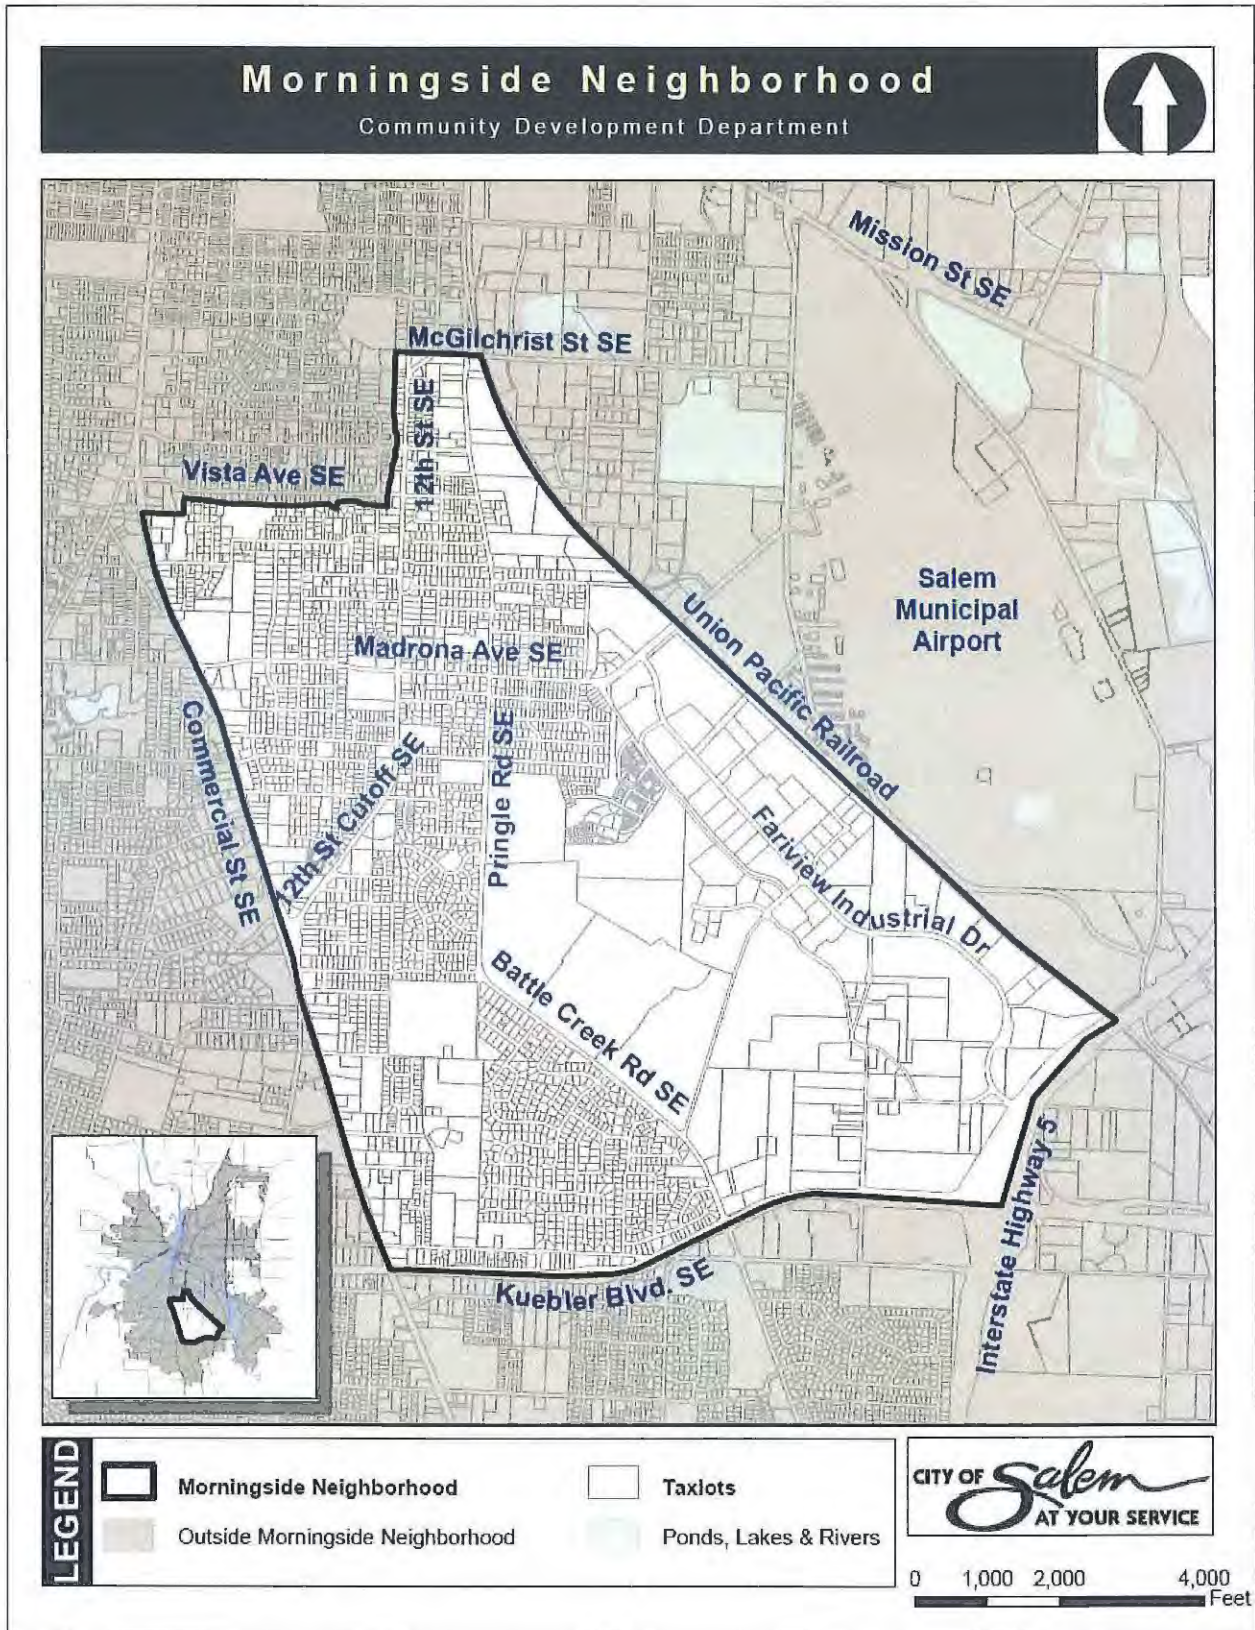 Morningside Neighborhood
Community Development Department
Mission St SE
McGilchrist St SE
12th St SE
Vista Ave SE
Salem
Municipal
Airport
Union Pacific Railroad
Madrona Ave SE
Commercial St SE
12th St Cutoff SE
Pringle Rd SE
Fariview Industrial Dr
Battle Creek Rd SE
Interstate Highway 5
Kuebler Blvd. SE
LEGEND
Morningside Neighborhood
Taxlots
Outside Morningside Neighborhood
Ponds, Lakes & Rivers
CITY OF Salem
AT YOUR SERVICE
0 1,000 2,000 4,000
Feet